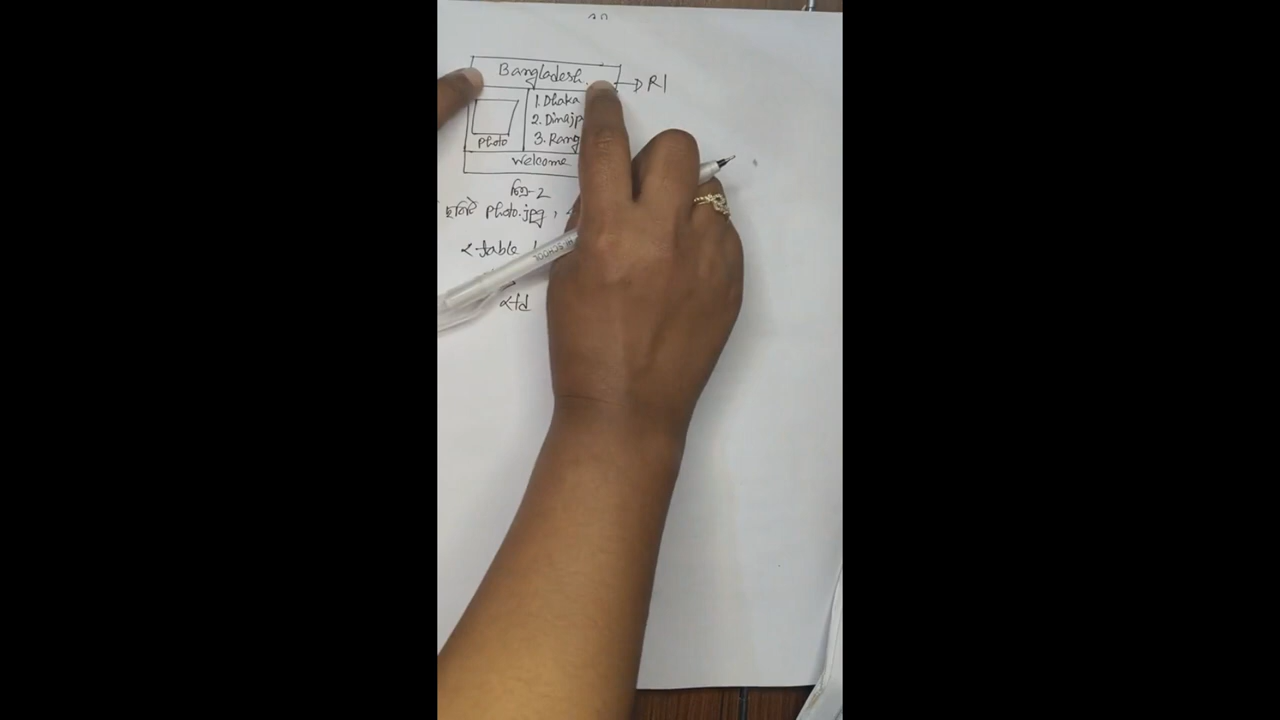 Bangladesh. → R1
1. Dhaka
2. Dinajp
3. Rang
photo
Welcome
চিত্র-2
photo.jpg,
<table
<td